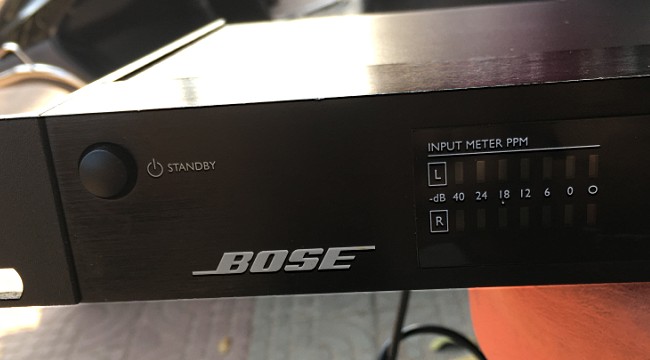 STANDBY
INPUT METER PPM
L
-dB 40 24 18 12 6 0 O
R
BOSE